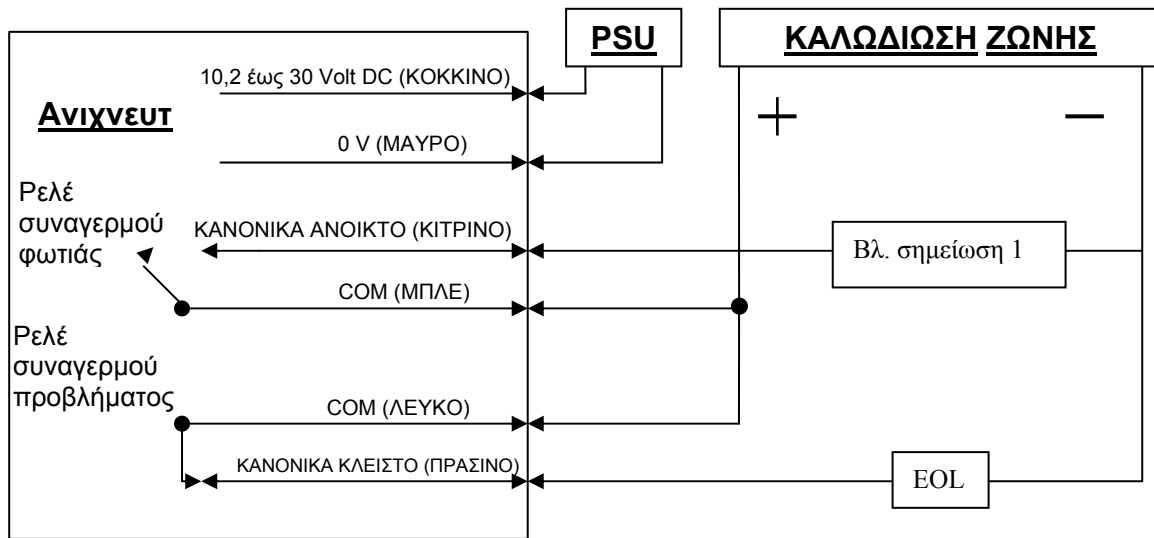 PSU
ΚΑΛΩΔΙΩΣΗ ΖΩΝΗΣ
10,2 έως 30 Volt DC (ΚΟΚΚΙΝΟ)
Ανιχνευτ
+
−
0 V (ΜΑΥΡΟ)
Ρελέ
συναγερμού
φωτιάς
ΚΑΝΟΝΙΚΑ ΑΝΟΙΚΤΟ (ΚΙΤΡΙΝΟ)
Βλ. σημείωση 1
COM (ΜΠΛΕ)
Ρελέ
συναγερμού
προβλήματος
COM (ΛΕΥΚΟ)
ΚΑΝΟΝΙΚΑ ΚΛΕΙΣΤΟ (ΠΡΑΣΙΝΟ)
EOL